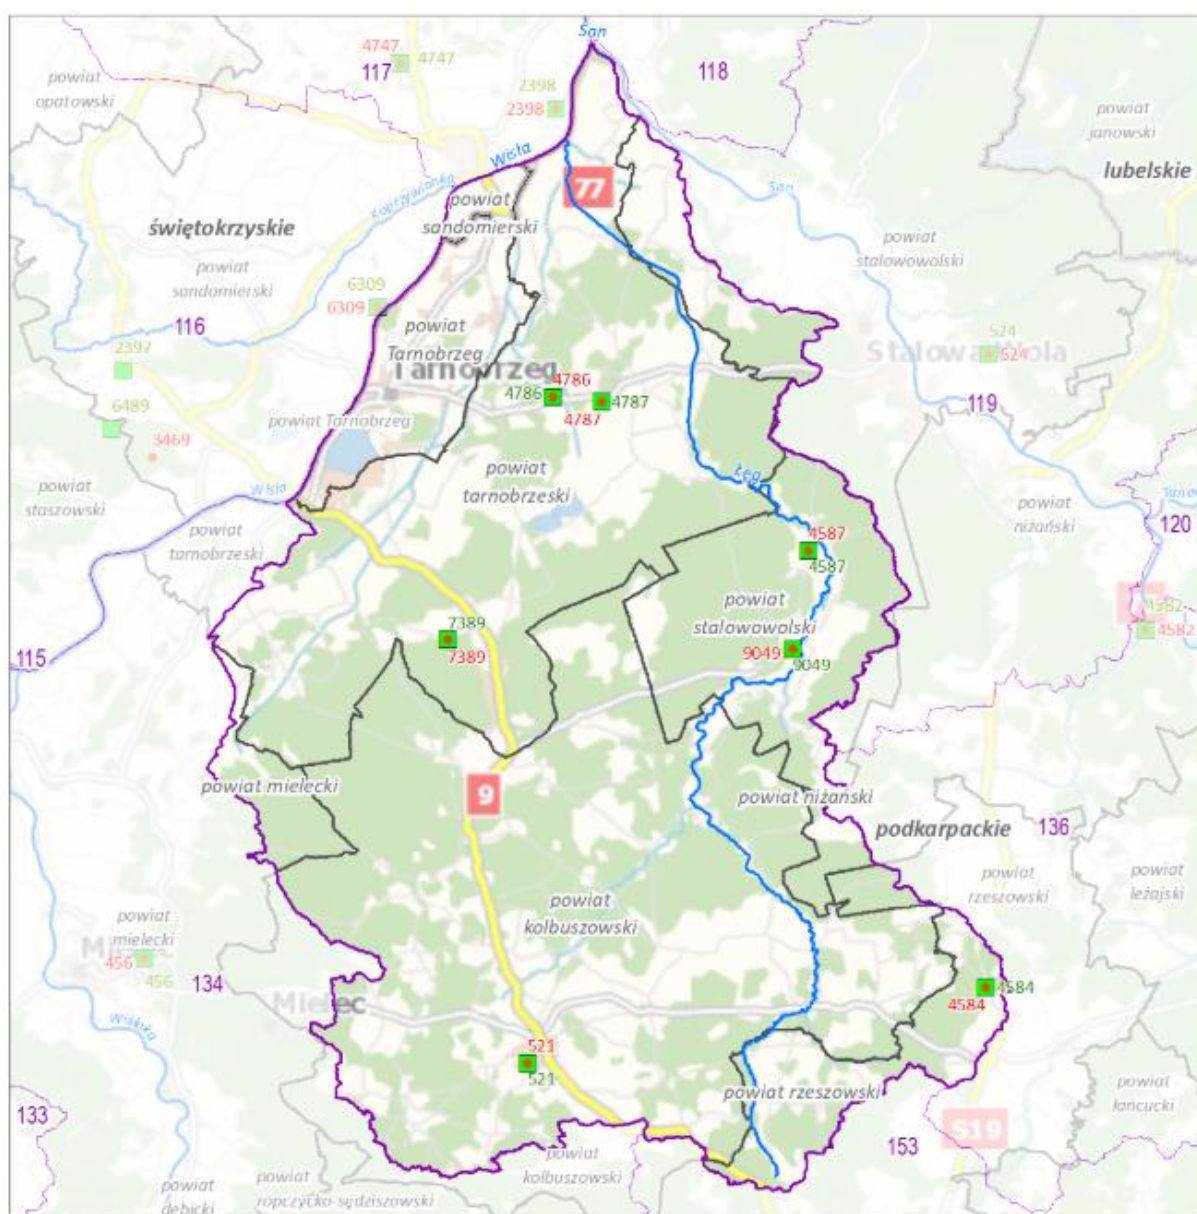 San
4747
4747
117
118
powiat
opatowski
2398
2398
powiat
janowski
Wisła
lubelskie
77
Koprzywianka
San
powiat
sandomierski
świętokrzyskie
powiat
stalowowolski
powiat
sandomierski
6309
6309
116
powiat
Tarnobrzeg
524
524
Stalowa Wola
2397
Tarnobrzeg
4786
4786
4787
4787
119
6489
powiat Tarnobrzeg
3469
Łęg
powiat
tarnobrzeski
powiat
staszowski
Wisła
powiat
niżański
120
powiat
tarnobrzeski
4587
4587
powiat
stalowowolski
4582
4582
7389
7389
9049
9049
115
powiat mielecki
9
powiat niżański
podkarpackie
136
powiat
rzeszowski
powiat
leżajski
powiat
kolbuszowski
powiat
mielecki
456
456
134
4584
4584
Mielec
Wisłoka
521
521
powiat rzeszowski
powiat
łańcucki
133
S19
153
powiat
kolbuszowski
powiat
dębicki
powiat
ropczycko-sędziszowski